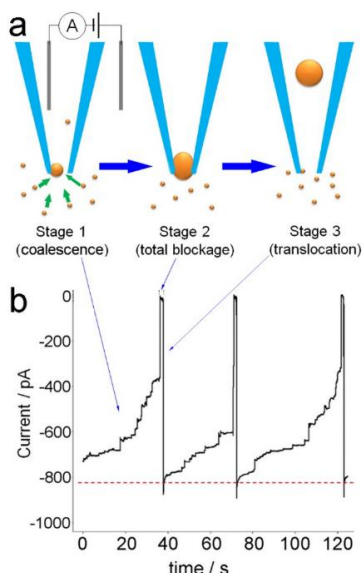 a
A
Stage 1
(coalescence)
Stage 2
(total blockage)
Stage 3
(translocation)
b
Current / pA
0
-200
-400
-600
-800
-1000
0 20 40 60 80 100 120
time / s